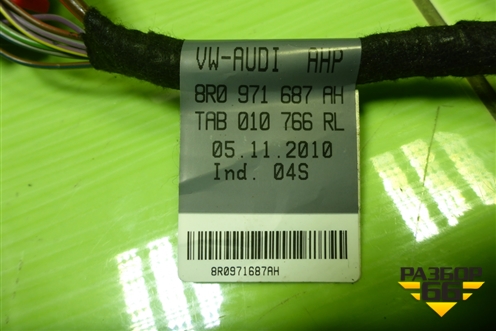 VW-AUDI AHP
8R0 971 687 AH
TAB 010 766 RL
05.11.2010
Ind. 04S
8R0971687AH
РАЗБОР
66